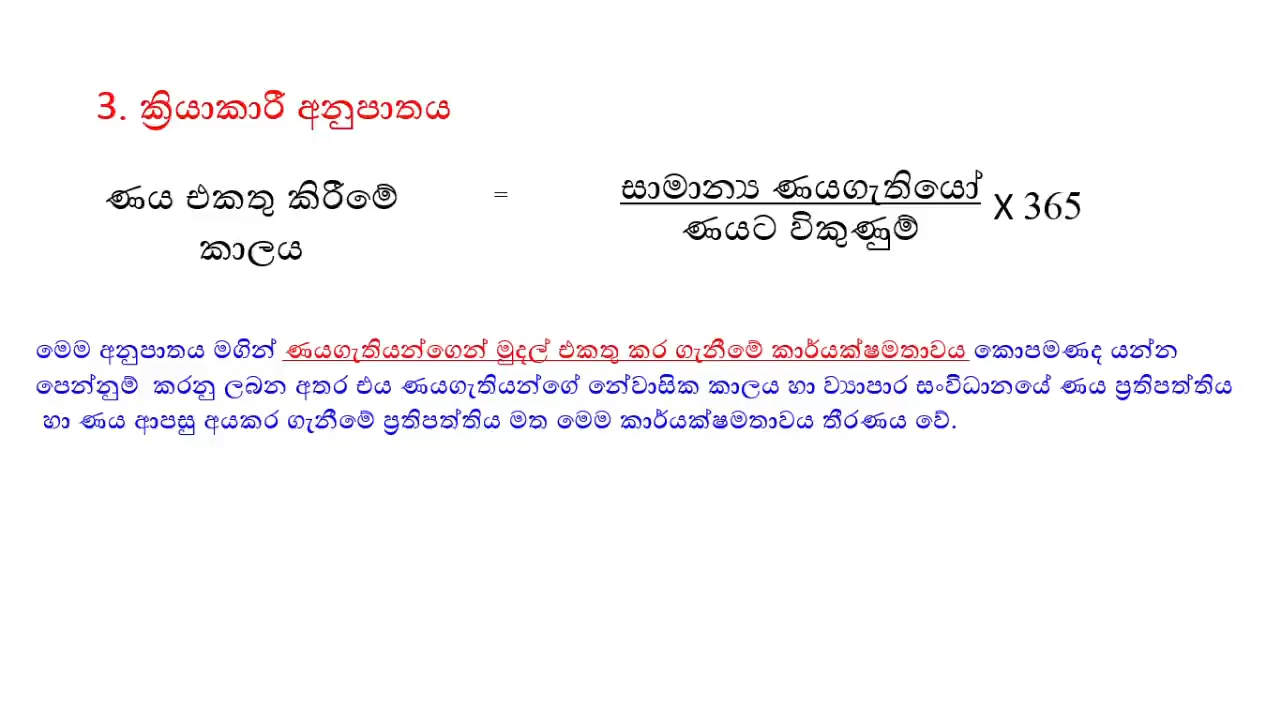 3. ක්‍රියාකාරී අනුපාතය
ණය එකතු කිරීමේ කාලය = සාමාන්‍ය ණයගැතියෝ X 365
ණයට විකුණුම්
මෙම අනුපාතය මගින් ණයගැතියන්ගෙන් මුදල් එකතු කර ගැනීමේ කාර්යක්ෂමතාවය කොපමණද යන්න
පෙන්නුම් කරනු ලබන අතර එය ණයගැතියන්ගේ නේවාසික කාලය හා ව්‍යාපාර සංවිධානයේ ණය ප්‍රතිපත්තිය
හා ණය ආපසු අයකර ගැනීමේ ප්‍රතිපත්තිය මත මෙම කාර්යක්ෂමතාවය තීරණය වේ.